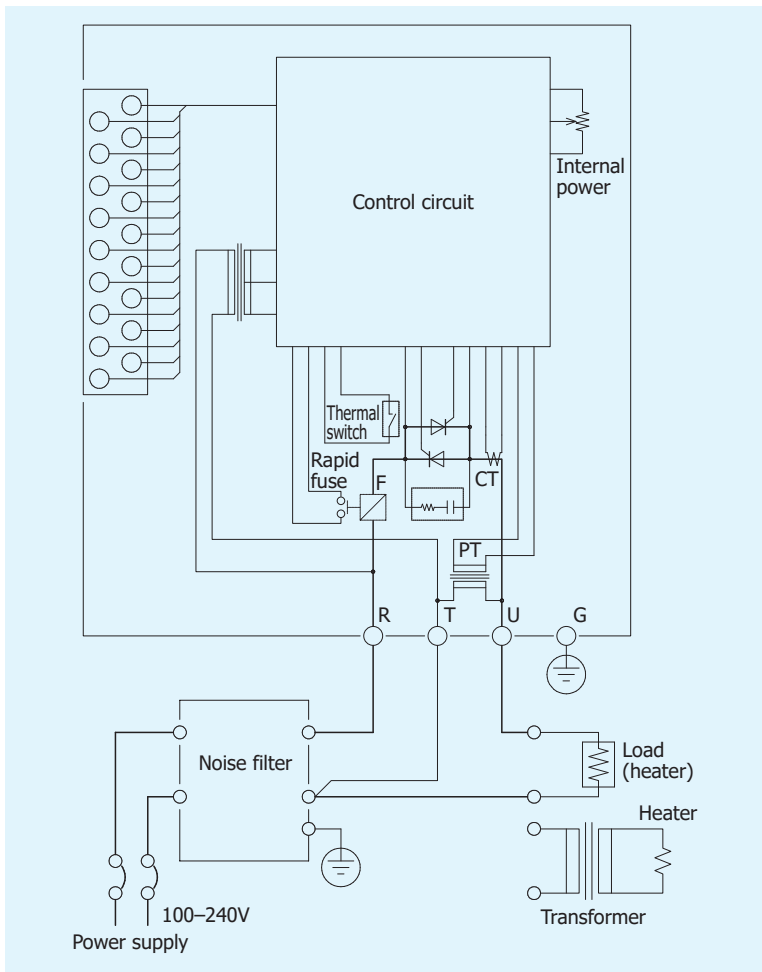 Control circuit
Internal
power
Thermal
switch
Rapid
fuse
F
CT
PT
R
T
U
G
Noise filter
Load
(heater)
Heater
100–240V
Transformer
Power supply